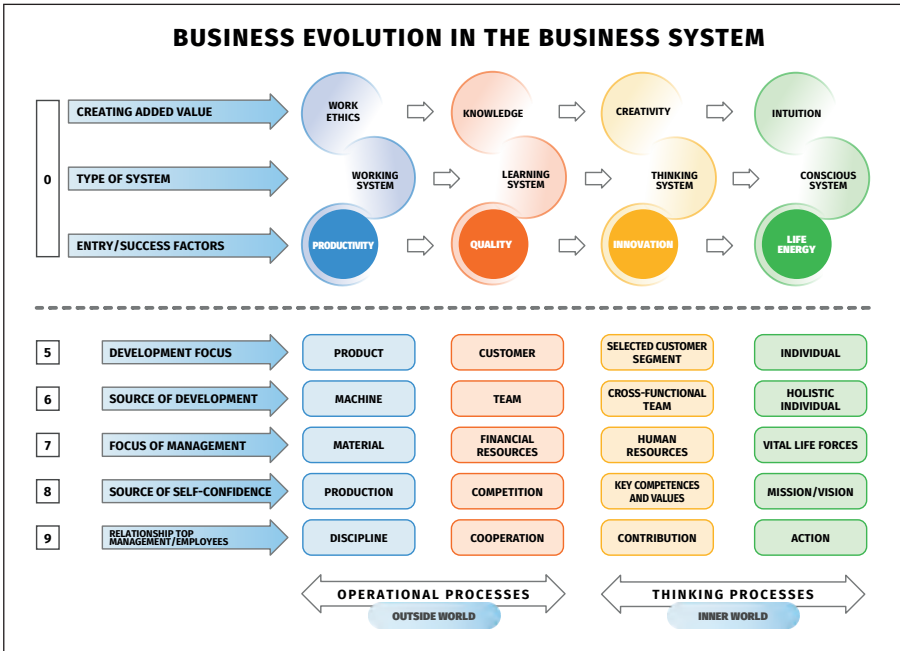 BUSINESS EVOLUTION IN THE BUSINESS SYSTEM
0
CREATING ADDED VALUE
WORK
ETHICS
KNOWLEDGE
CREATIVITY
INTUITION
TYPE OF SYSTEM
WORKING
SYSTEM
LEARNING
SYSTEM
THINKING
SYSTEM
CONSCIOUS
SYSTEM
ENTRY/SUCCESS FACTORS
PRODUCTIVITY
QUALITY
INNOVATION
LIFE
ENERGY
5
DEVELOPMENT FOCUS
PRODUCT
CUSTOMER
SELECTED CUSTOMER
SEGMENT
INDIVIDUAL
6
SOURCE OF DEVELOPMENT
MACHINE
TEAM
CROSS-FUNCTIONAL
TEAM
HOLISTIC
INDIVIDUAL
7
FOCUS OF MANAGEMENT
MATERIAL
FINANCIAL
RESOURCES
HUMAN
RESOURCES
VITAL LIFE FORCES
8
SOURCE OF SELF-CONFIDENCE
PRODUCTION
COMPETITION
KEY COMPETENCES
AND VALUES
MISSION/VISION
9
RELATIONSHIP TOP
MANAGEMENT/EMPLOYEES
DISCIPLINE
COOPERATION
CONTRIBUTION
ACTION
OPERATIONAL PROCESSES
OUTSIDE WORLD
THINKING PROCESSES
INNER WORLD